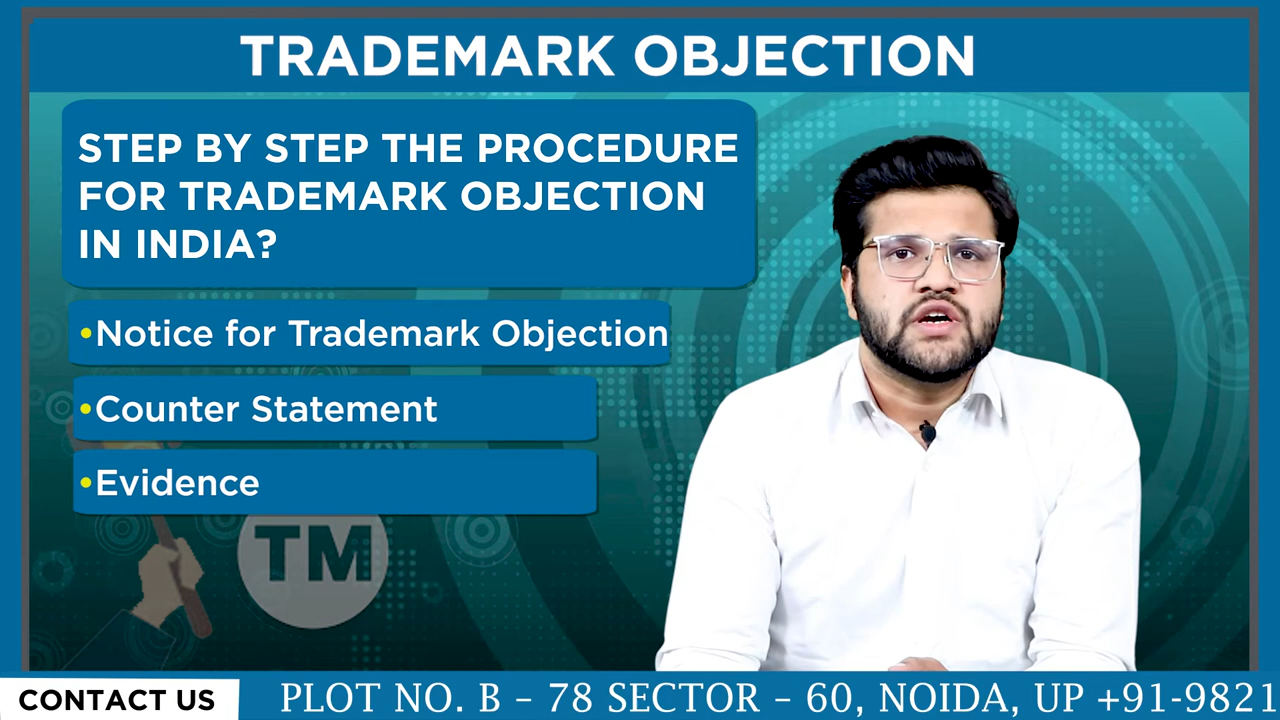 TRADEMARK OBJECTION
STEP BY STEP THE PROCEDURE
FOR TRADEMARK OBJECTION
IN INDIA?
•Notice for Trademark Objection
•Counter Statement
•Evidence
TM
CONTACT US
PLOT NO. B – 78 SECTOR – 60, NOIDA, UP +91-9821